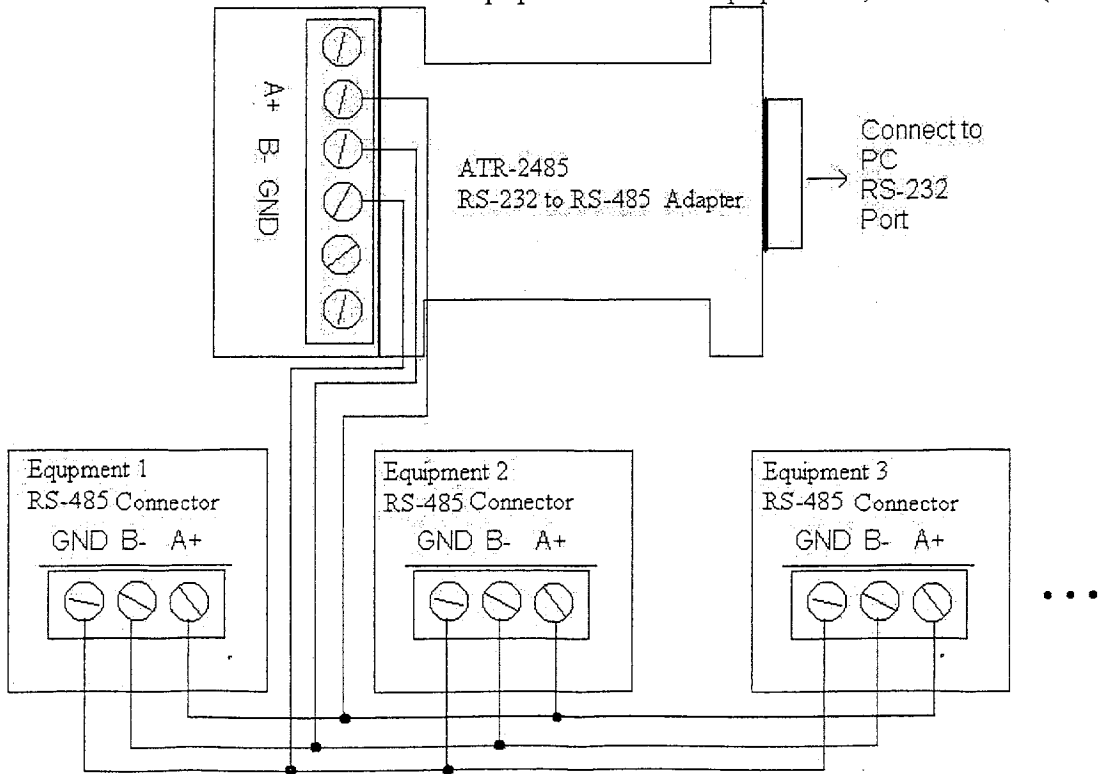 A+
B-
GND
ATR-2485
RS-232 to RS-485 Adapter
Connect to
PC
RS-232
Port
Equpment 1
RS-485 Connector
GND B- A+
Equipment 2
RS-485 Connector
GND B- A+
Equipment 3
RS-485 Connector
GND B- A+
• • •